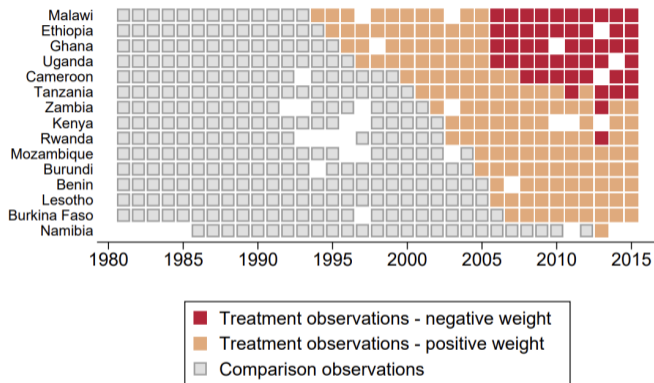 Malawi
Ethiopia
Ghana
Uganda
Cameroon
Tanzania
Zambia
Kenya
Rwanda
Mozambique
Burundi
Benin
Lesotho
Burkina Faso
Namibia
1980 1985 1990 1995 2000 2005 2010 2015
Treatment observations - negative weight
Treatment observations - positive weight
Comparison observations